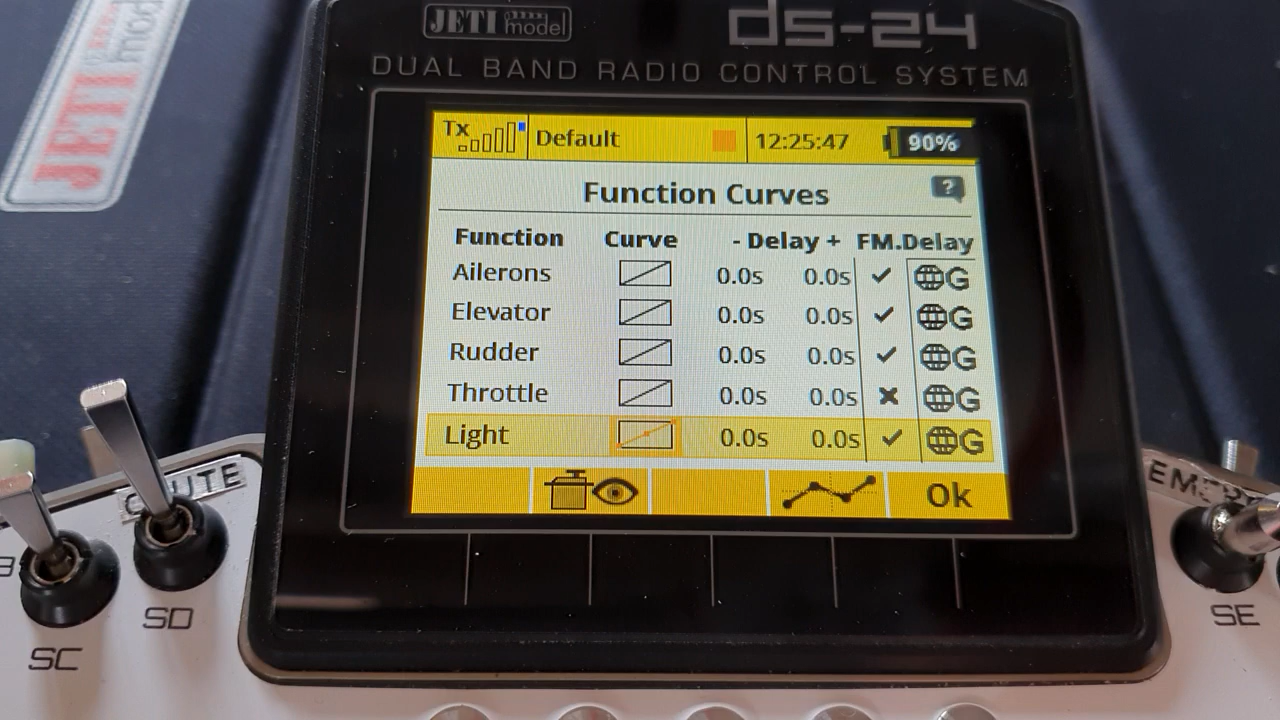 JETI model
JETI model
ds-24
DUAL BAND RADIO CONTROL SYSTEM
Tx Default 12:25:47 90%
Function Curves ?
Function Curve - Delay + FM.Delay
Ailerons 0.0s 0.0s G
Elevator 0.0s 0.0s G
Rudder 0.0s 0.0s G
Throttle 0.0s 0.0s G
Light 0.0s 0.0s G
Ok
SD
SC
SE